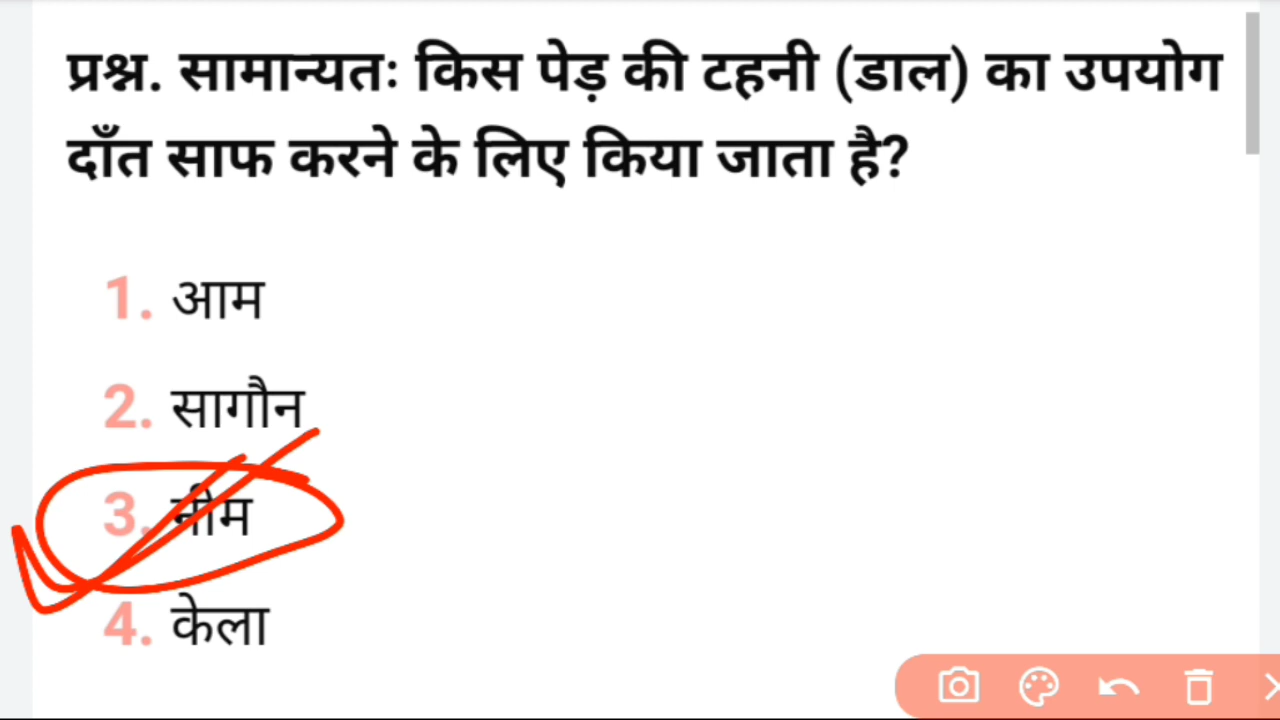 प्रश्न. सामान्यतः किस पेड़ की टहनी (डाल) का उपयोग
दाँत साफ करने के लिए किया जाता है?
1. आम
2. सागौन
3. नीम
4. केला